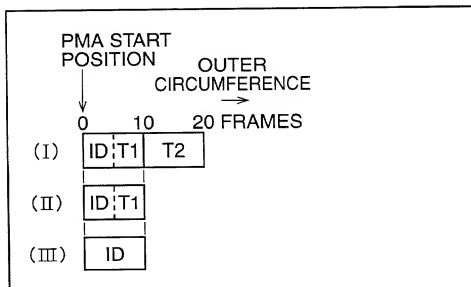 PMA START
POSITION
OUTER
CIRCUMFERENCE
0 10 20 FRAMES
(I) ID T1 T2
(II) ID T1
(III) ID